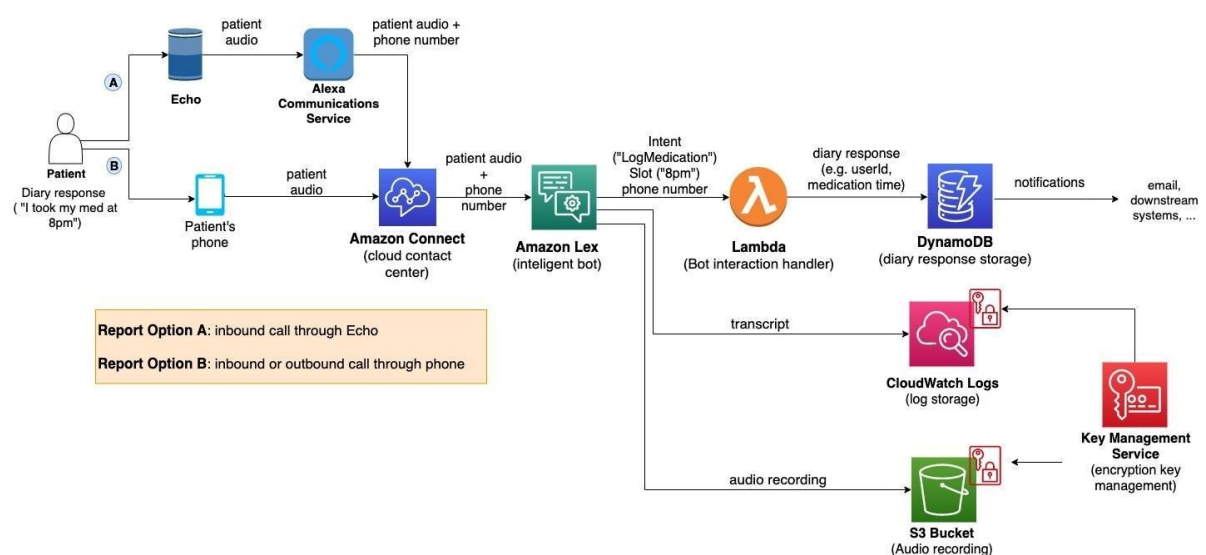 patient
audio
patient audio +
phone number
A
Echo
Alexa
Communications
Service
B
Patient
Diary response
( "I took my med at
8pm")
patient
audio
Patient's
phone
patient audio
+
phone
number
Amazon Connect
(cloud contact
center)
Amazon Lex
(inteligent bot)
Intent
("LogMedication")
Slot ("8pm")
phone number
Lambda
(Bot interaction handler)
diary response
(e.g. userId,
medication time)
DynamoDB
(diary response storage)
notifications
email,
downstream
systems, ...
Report Option A: inbound call through Echo
Report Option B: inbound or outbound call through phone
transcript
CloudWatch Logs
(log storage)
Key Management
Service
(encryption key
management)
audio recording
S3 Bucket
(Audio recording)